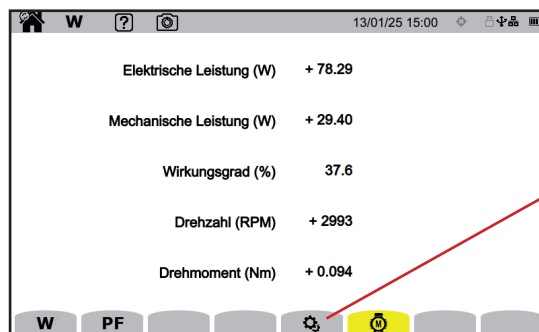 W ? 13/01/25 15:00
Elektrische Leistung (W) + 78.29
Mechanische Leistung (W) + 29.40
Wirkungsgrad (%) 37.6
Drehzahl (RPM) + 2993
Drehmoment (Nm) + 0.094
W PF M